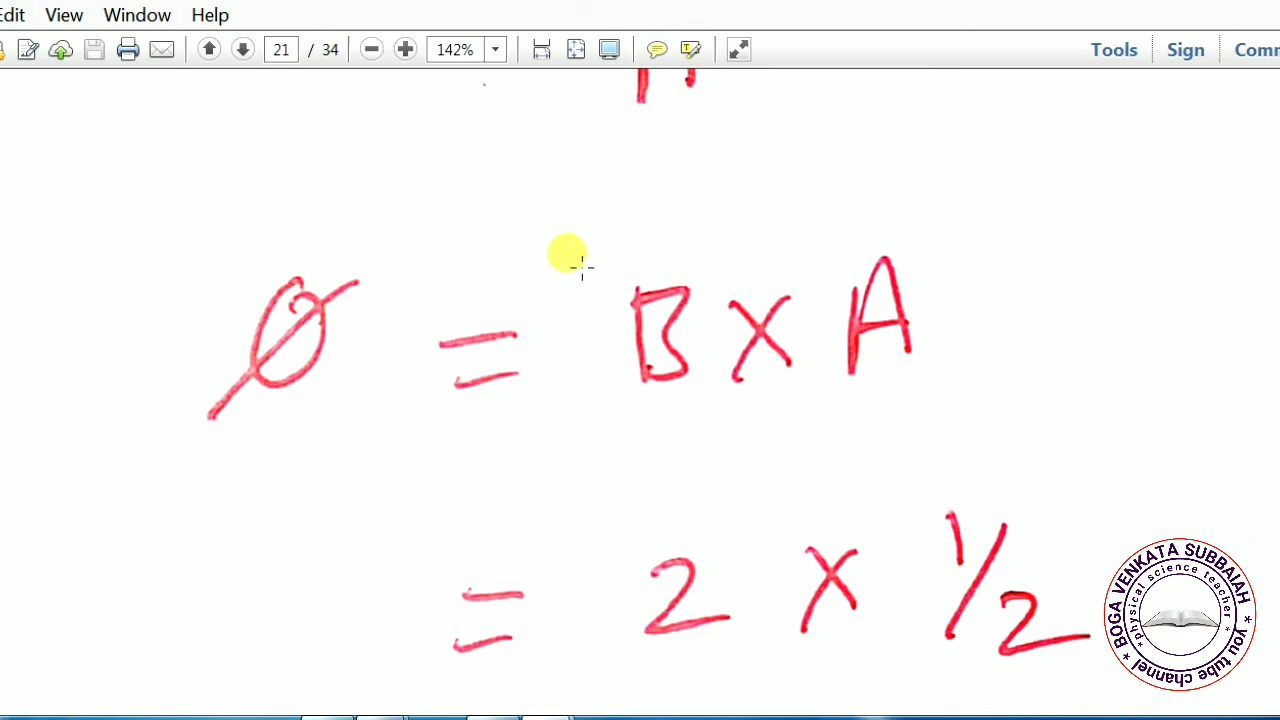 Edit View Window Help
21 / 34 142% Tools Sign Comm
Ø = B X A
= 2 X 1/2
* BOGA VENKATA SUBBAIAH * You tube channel
* physical science teacher *